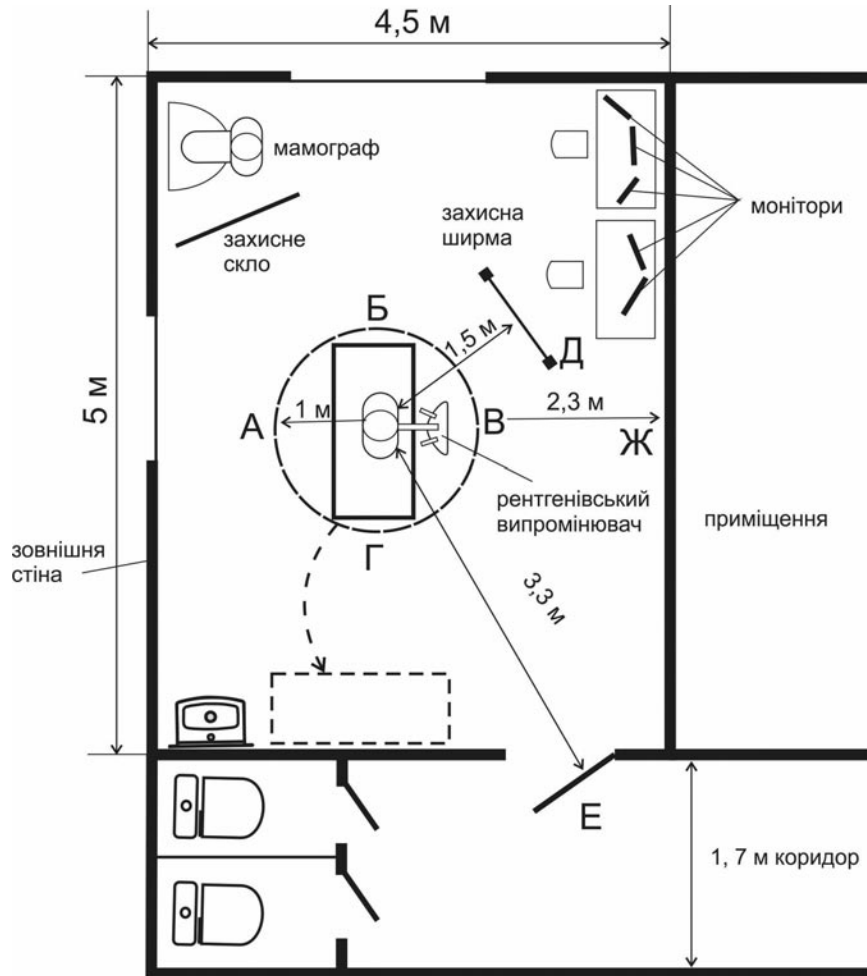 4,5 м
мамограф
захисне
скло
захисна
ширма
монітори
5 м
Б
1,5 м
Д
А
1 м
В
2,3 м
Ж
рентгенівський
випромінювач
приміщення
Г
зовнішня
стіна
3,3 м
Е
1, 7 м коридор